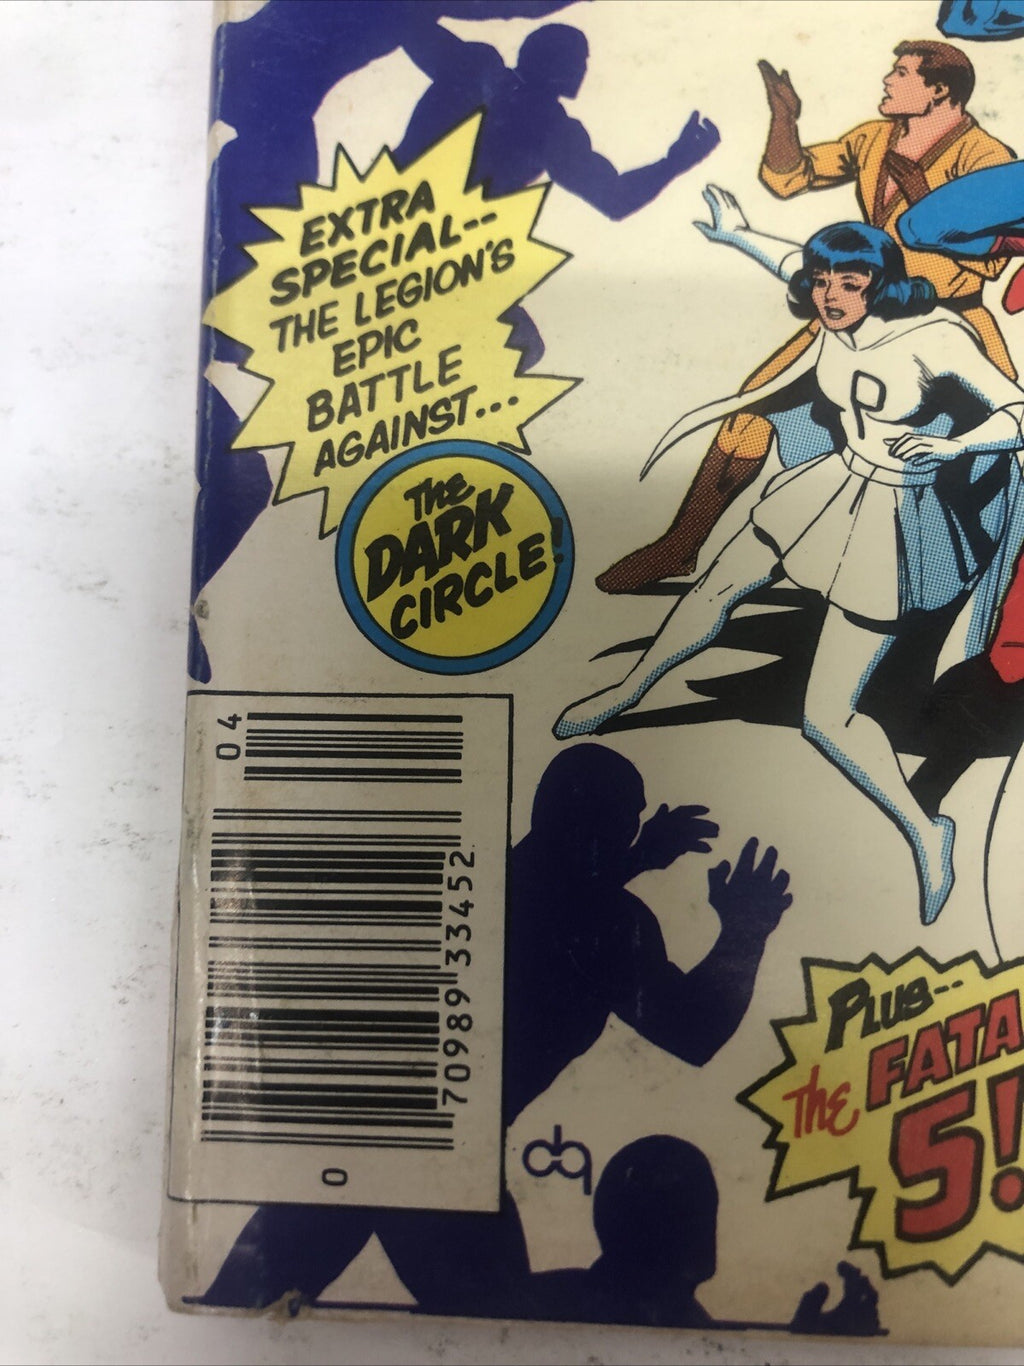 EXTRA
SPECIAL--
THE LEGION'S
EPIC
BATTLE
AGAINST...
The
DARK
CIRCLE!
P
04
70989 33452
0
PLUS--
The FATA
5!